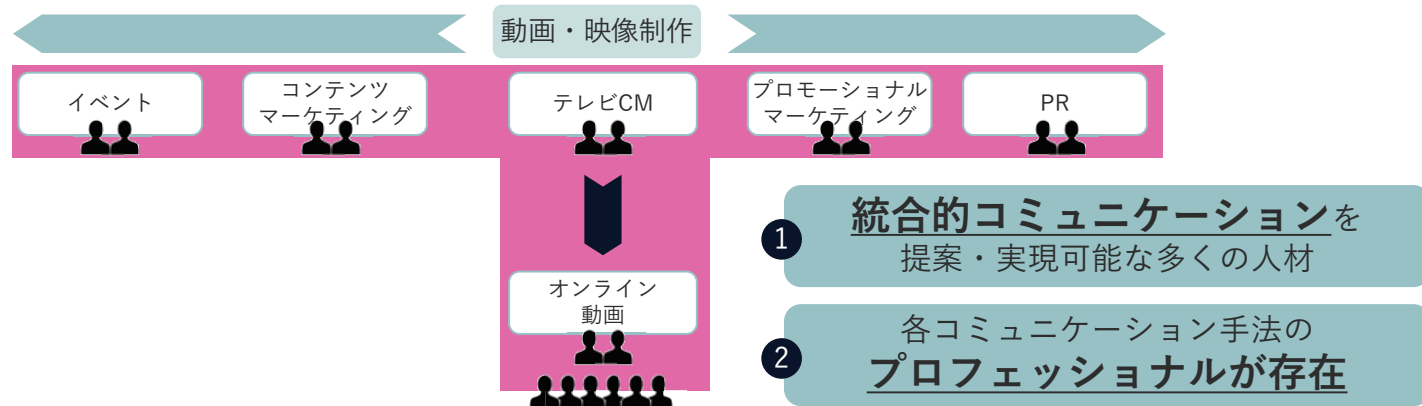 動画・映像制作
イベント
コンテンツ
マーケティング
テレビCM
プロモーショナル
マーケティング
PR
オンライン
動画
1
統合的コミュニケーションを
提案・実現可能な多くの人材
2
各コミュニケーション手法の
プロフェッショナルが存在